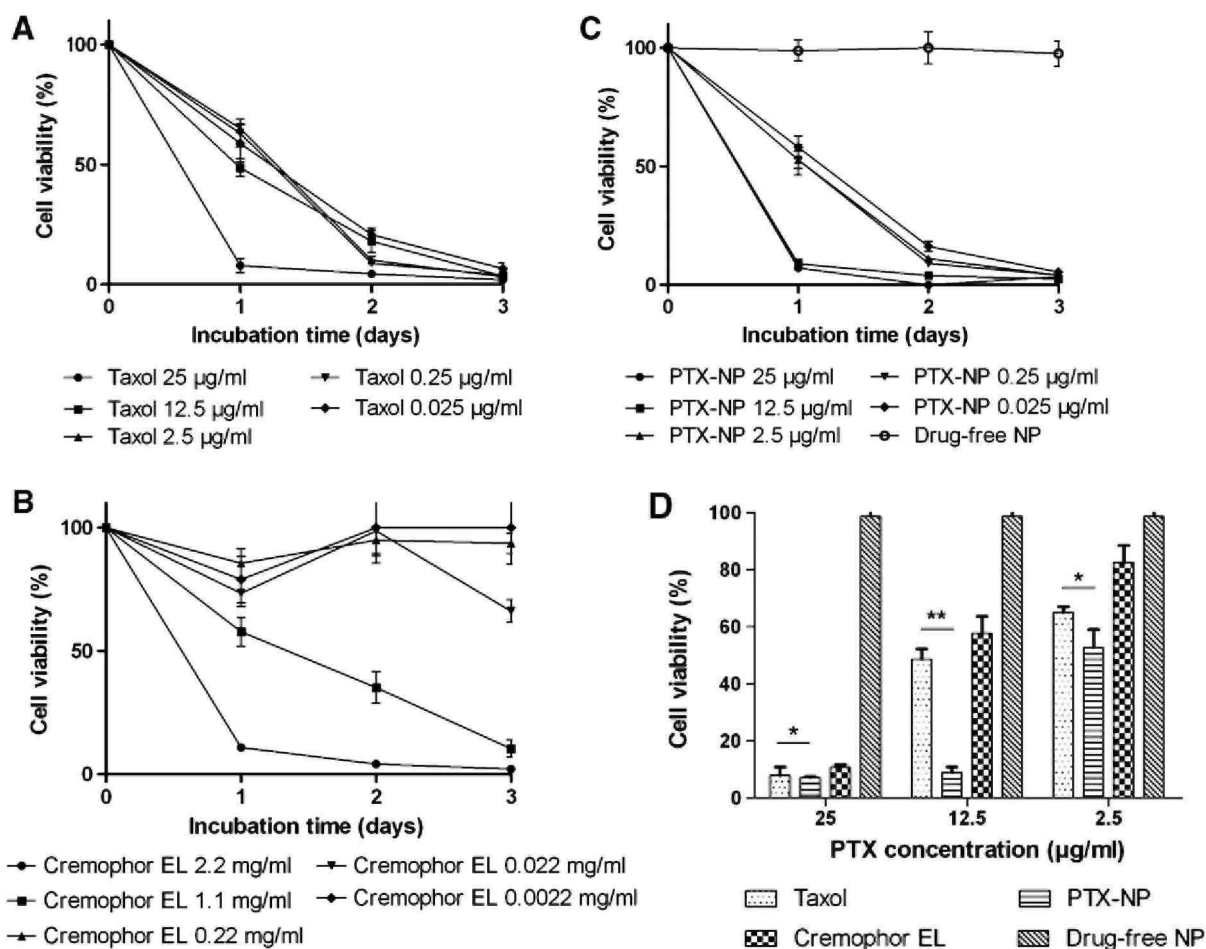 A
Cell viability (%)
100
50
0
0 1 2 3
Incubation time (days)
Taxol 25 µg/ml
Taxol 12.5 µg/ml
Taxol 2.5 µg/ml
Taxol 0.25 µg/ml
Taxol 0.025 µg/ml
B
Cell viability (%)
100
50
0
0 1 2 3
Incubation time (days)
Cremophor EL 2.2 mg/ml
Cremophor EL 1.1 mg/ml
Cremophor EL 0.22 mg/ml
Cremophor EL 0.022 mg/ml
Cremophor EL 0.0022 mg/ml
C
Cell viability (%)
100
50
0
0 1 2 3
Incubation time (days)
PTX-NP 25 µg/ml
PTX-NP 12.5 µg/ml
PTX-NP 2.5 µg/ml
PTX-NP 0.25 µg/ml
PTX-NP 0.025 µg/ml
Drug-free NP
D
Cell viability (%)
100
80
60
40
20
0
* ** *
25 12.5 2.5
PTX concentration (µg/ml)
Taxol
Cremophor EL
PTX-NP
Drug-free NP